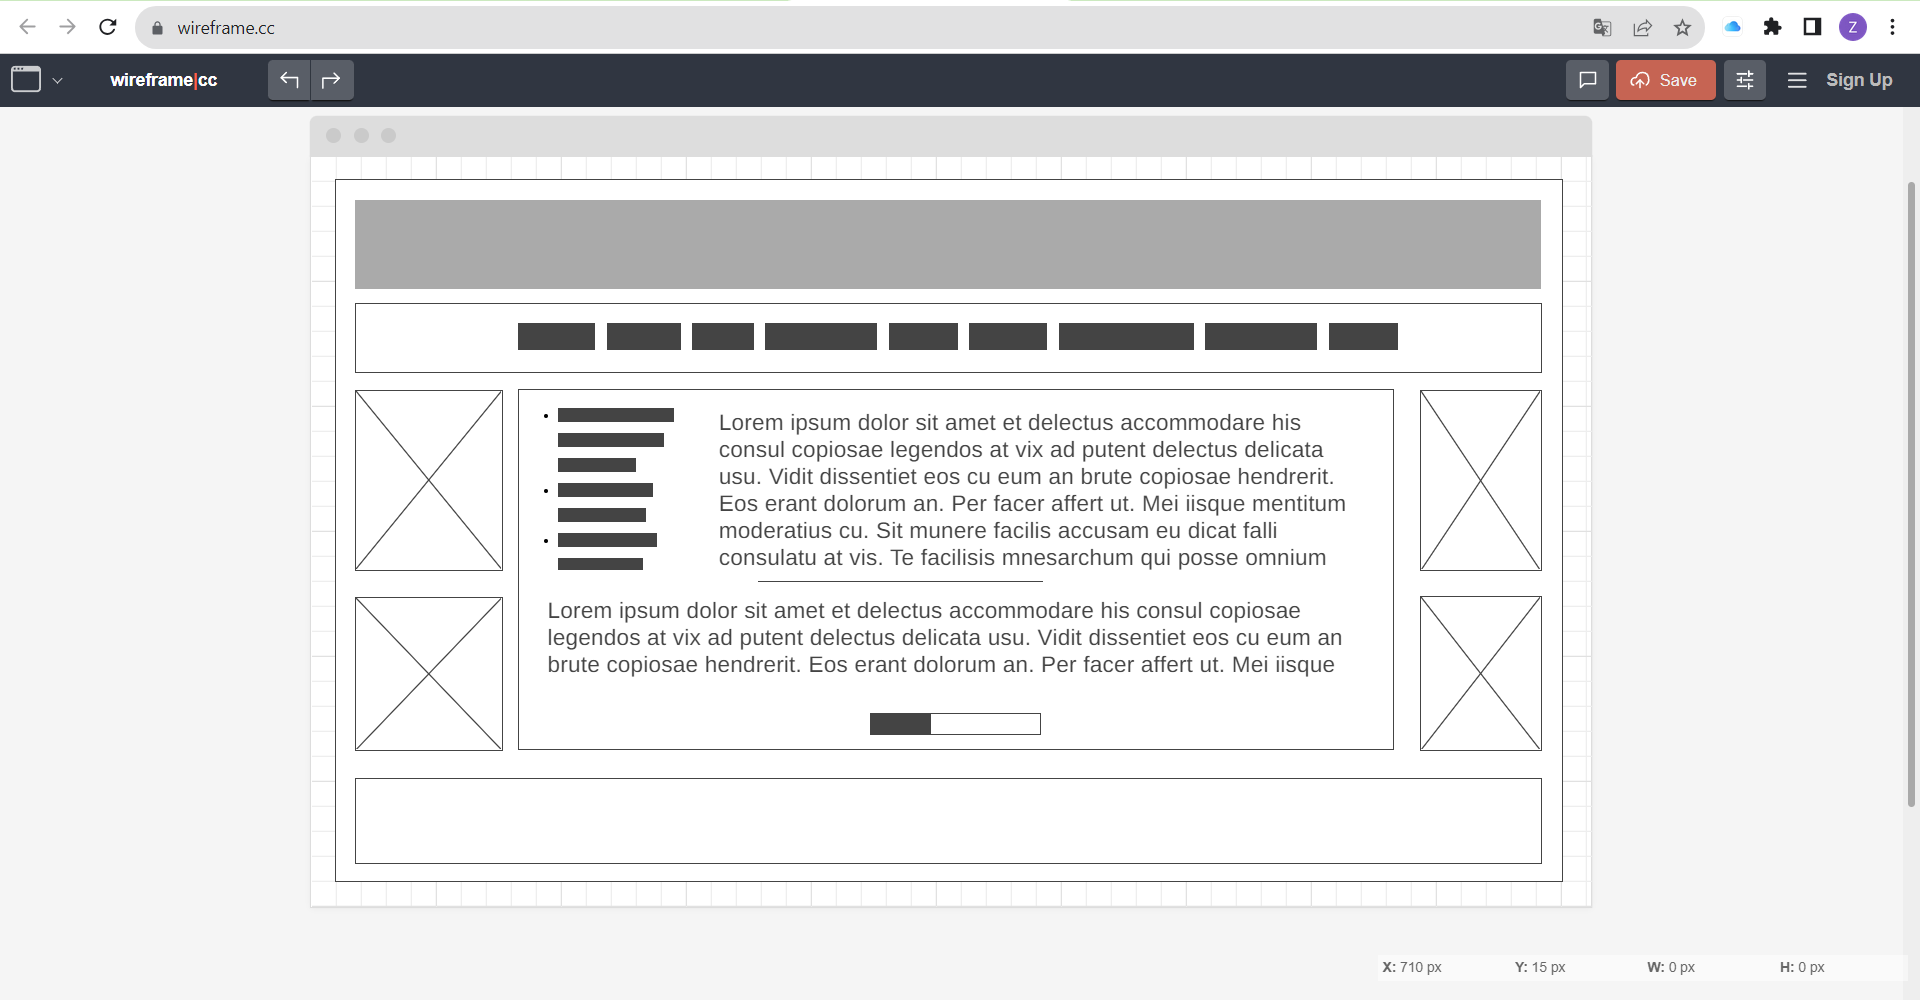 wireframe.cc
Z
wireframe|cc
Save
Sign Up
Lorem ipsum dolor sit amet et delectus accommodare his
consul copiosae legendos at vix ad putent delectus delicata
usu. Vidit dissentiet eos cu eum an brute copiosae hendrerit.
Eos erant dolorum an. Per facer affert ut. Mei iisque mentitum
moderatius cu. Sit munere facilis accusam eu dicat falli
consulatu at vis. Te facilisis mnesarchum qui posse omnium
Lorem ipsum dolor sit amet et delectus accommodare his consul copiosae
legendos at vix ad putent delectus delicata usu. Vidit dissentiet eos cu eum an
brute copiosae hendrerit. Eos erant dolorum an. Per facer affert ut. Mei iisque
X: 710 px Y: 15 px W: 0 px H: 0 px